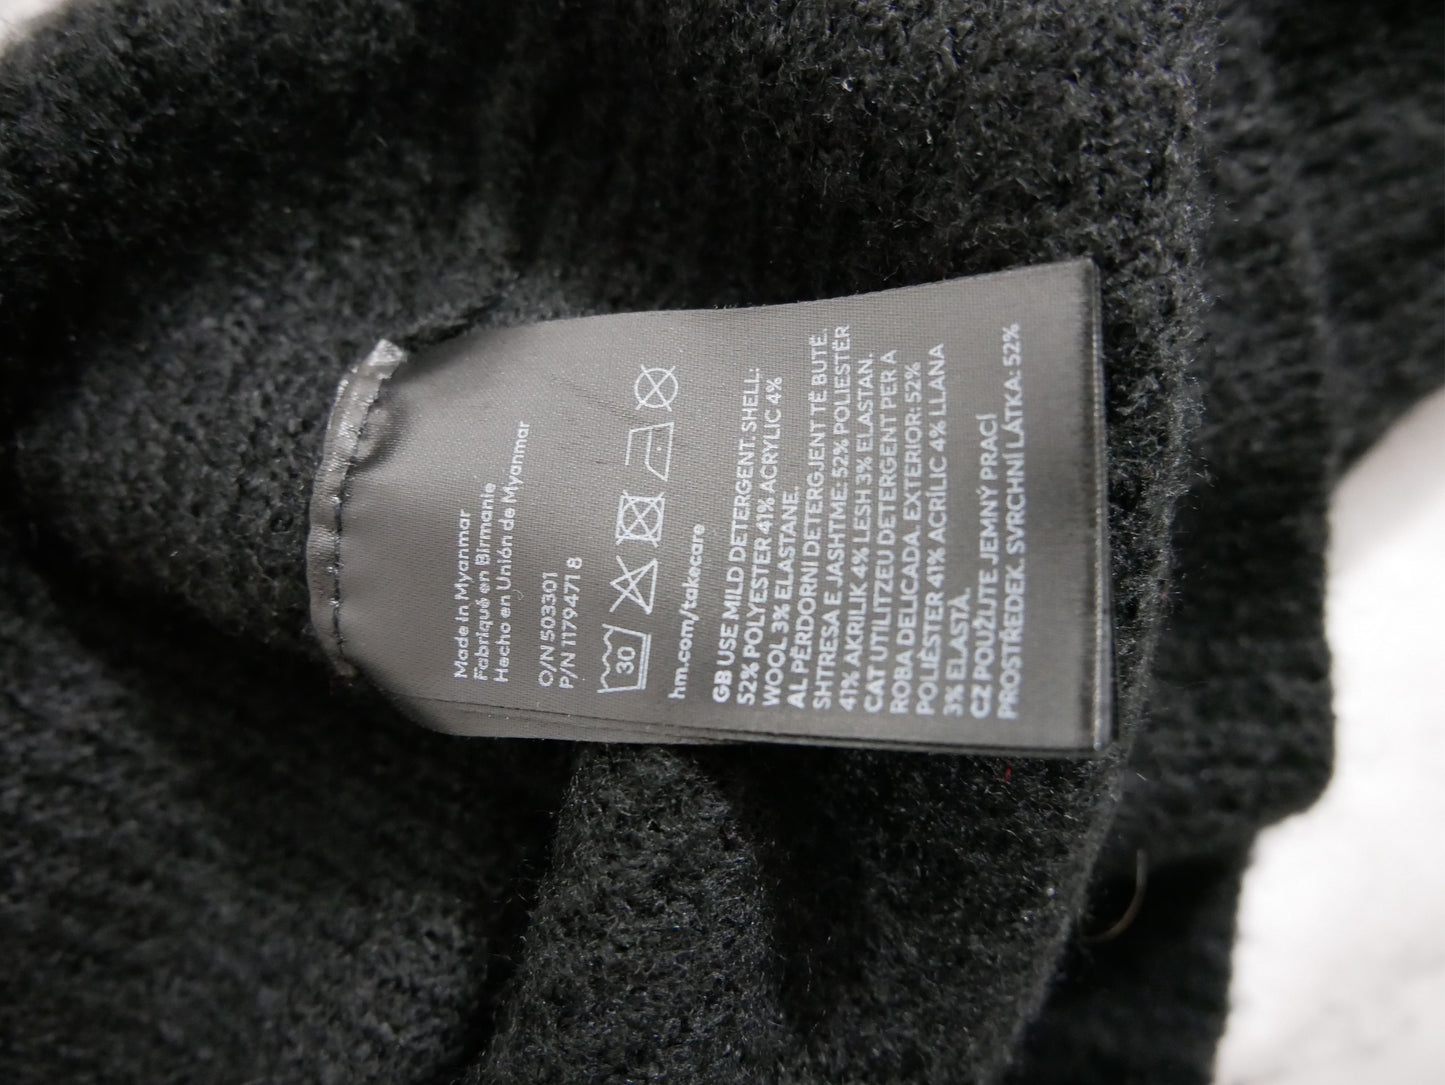 Made in Myanmar
Fabriqué en Birmanie
Hecho en Unión de Myanmar
O/N 503301
P/N 1179471 8
30
hm.com/takecare
GB USE MILD DETERGENT. SHELL:
52% POLYESTER 41% ACRYLIC 4%
WOOL 3% ELASTANE.
AL PËRDORNI DETERGJENT TË BUTË.
SHTRESA E JASHTME: 52% POLIESTËR
41% AKRILIK 4% LESH 3% ELASTAN.
CAT UTILITZEU DETERGENT PER A
ROBA DELICADA. EXTERIOR: 52%
POLIÈSTER 41% ACRÍLIC 4% LLANA
3% ELASTÀ.
CZ POUŽIJTE JEMNÝ PRACÍ
PROSTŘEDEK. SVRCHNÍ LÁTKA: 52%